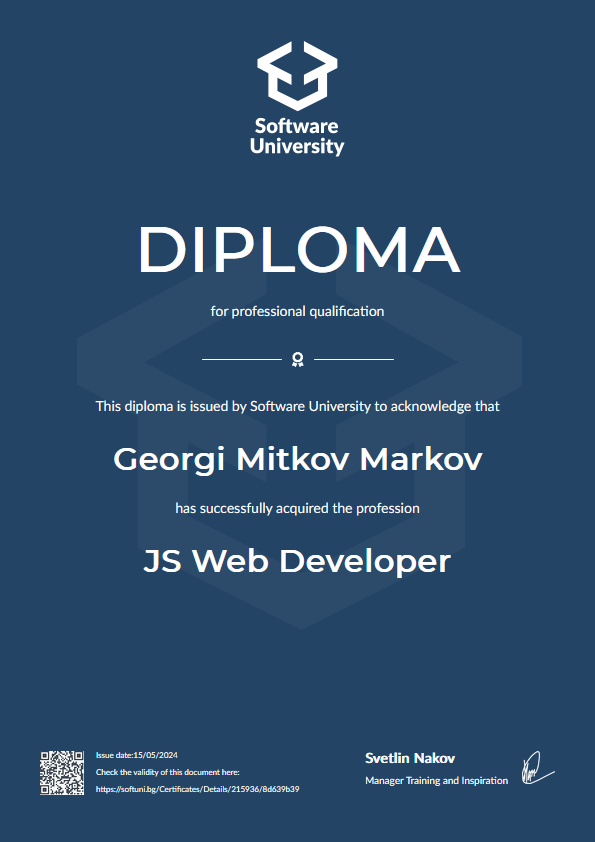 Software
University
DIPLOMA
for professional qualification
This diploma is issued by Software University to acknowledge that
Georgi Mitkov Markov
has successfully acquired the profession
JS Web Developer
Issue date:15/05/2024
Check the validity of this document here:
https://softuni.bg/Certificates/Details/215936/8d639b39
Svetlin Nakov
Manager Training and Inspiration